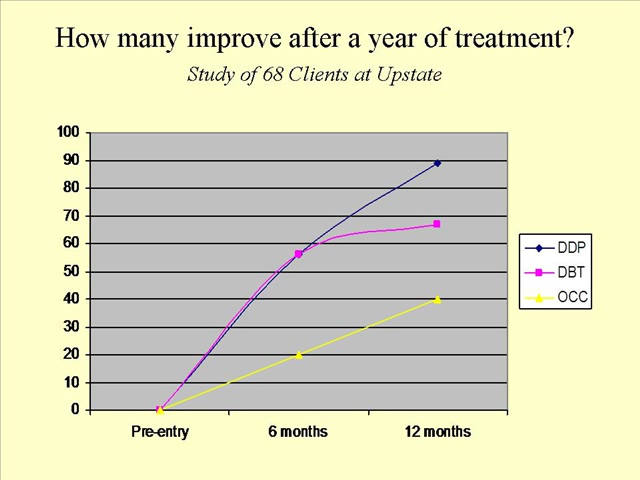 How many improve after a year of treatment?
Study of 68 Clients at Upstate
100
90
80
70
60
50
40
30
20
10
0
DDP
DBT
OCC
Pre-entry 6 months 12 months